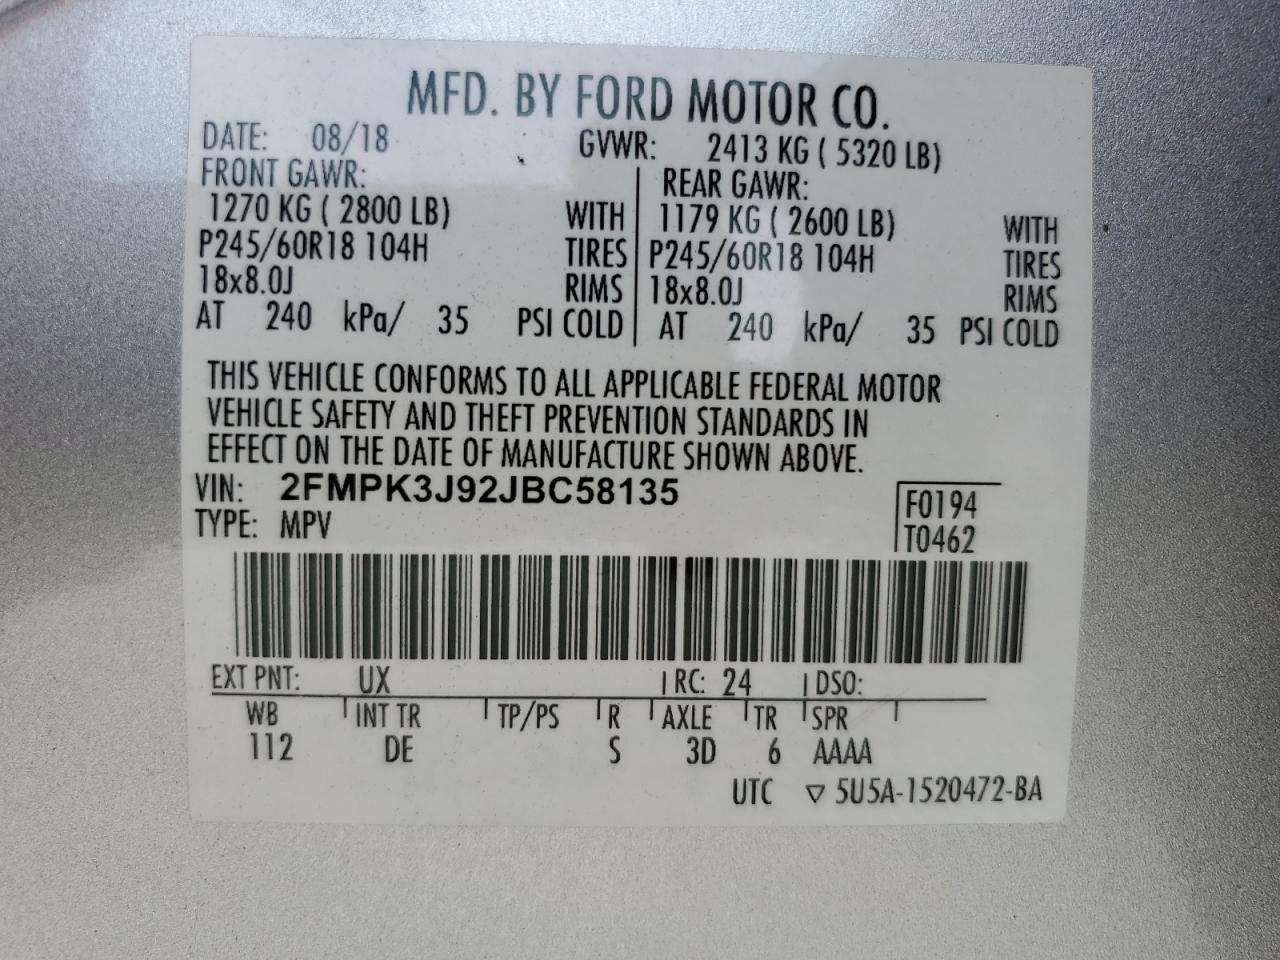 MFD. BY FORD MOTOR CO.
DATE: 08/18 GVWR: 2413 KG ( 5320 LB)
FRONT GAWR: REAR GAWR:
1270 KG ( 2800 LB) WITH 1179 KG ( 2600 LB) WITH
P245/60R18 104H TIRES P245/60R18 104H TIRES
18x8.0J RIMS 18x8.0J RIMS
AT 240 kPa/ 35 PSI COLD AT 240 kPa/ 35 PSI COLD
THIS VEHICLE CONFORMS TO ALL APPLICABLE FEDERAL MOTOR
VEHICLE SAFETY AND THEFT PREVENTION STANDARDS IN
EFFECT ON THE DATE OF MANUFACTURE SHOWN ABOVE.
VIN: 2FMPK3J92JBC58135 F0194
TYPE: MPV T0462
EXT PNT: UX RC: 24 DSO:
WB INT TR TP/PS R AXLE TR SPR
112 DE S 3D 6 AAAA
UTC ▽ 5U5A-1520472-BA